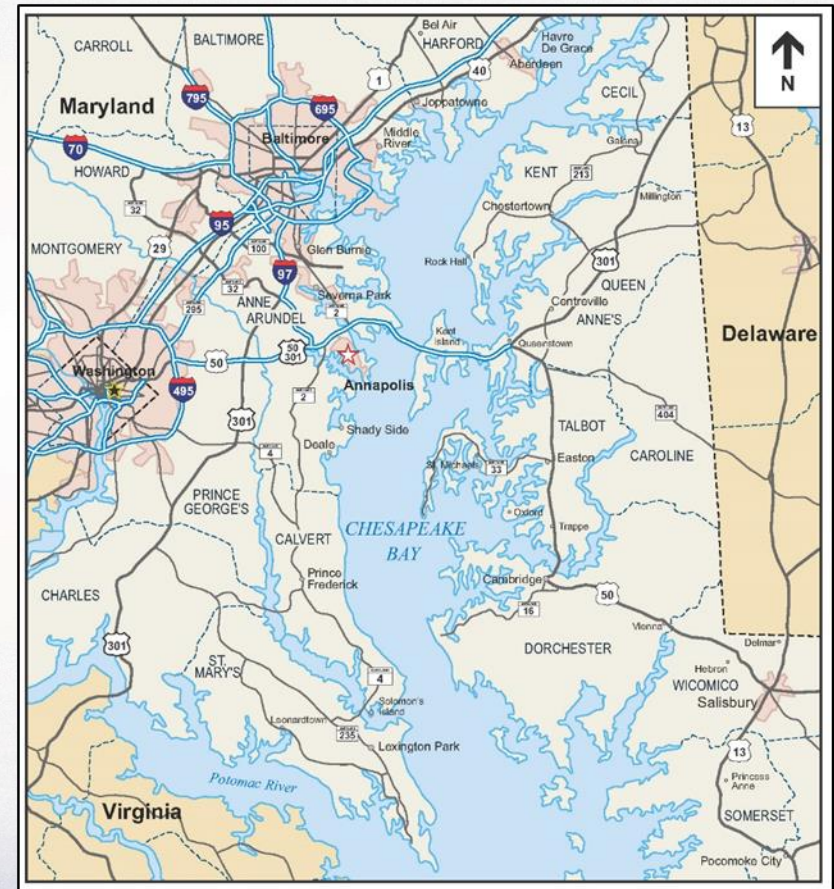 CARROLL
BALTIMORE
Bel Air
HARFORD
Havre
De Grace
Aberdeen
N
1
40
795
695
Joppatowne
CECIL
13
Maryland
Baltimore
Middle
River
70
HOWARD
Galena
KENT
213
Chestertown
Millington
32
95
29
MONTGOMERY
100
Glen Burnie
97
Rock Hall
301
QUEEN
ANNE'S
32
Severna Park
295
ANNE
ARUNDEL
2
Centreville
Kent
Island
Queenstown
Delaware
50
301
50
Washington
Annapolis
495
2
301
TALBOT
404
CAROLINE
Shady Side
4
Deale
St. Michaels
33
Easton
PRINCE
GEORGE'S
Oxford
Trappe
CHESAPEAKE
BAY
CALVERT
Prince
Frederick
Cambridge
50
CHARLES
16
Vienna
301
DORCHESTER
Delmar
ST.
MARY'S
4
Hebron
WICOMICO
Salisbury
Solomon's
Island
Leonardtown
235
Lexington Park
13
Potomac River
Princess
Anne
Virginia
SOMERSET
Pocomoke City